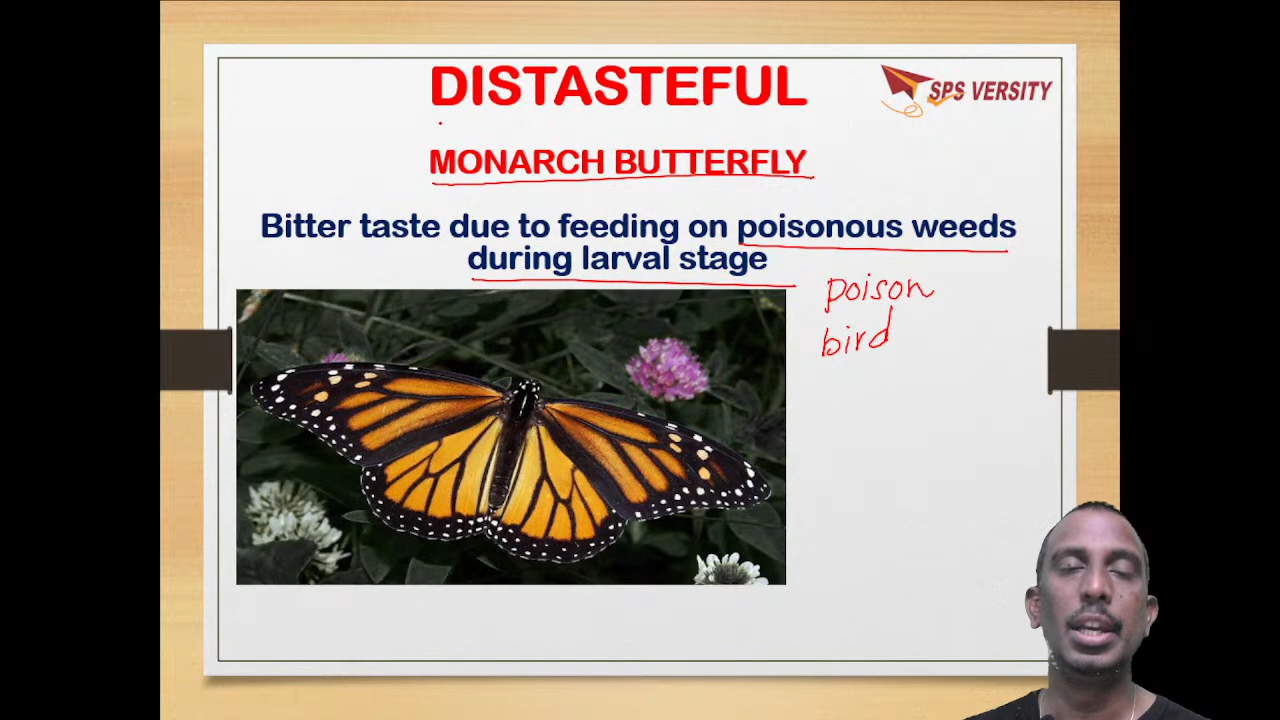 DISTASTEFUL
SPS VERSITY
MONARCH BUTTERFLY
Bitter taste due to feeding on poisonous weeds
during larval stage
poison
bird